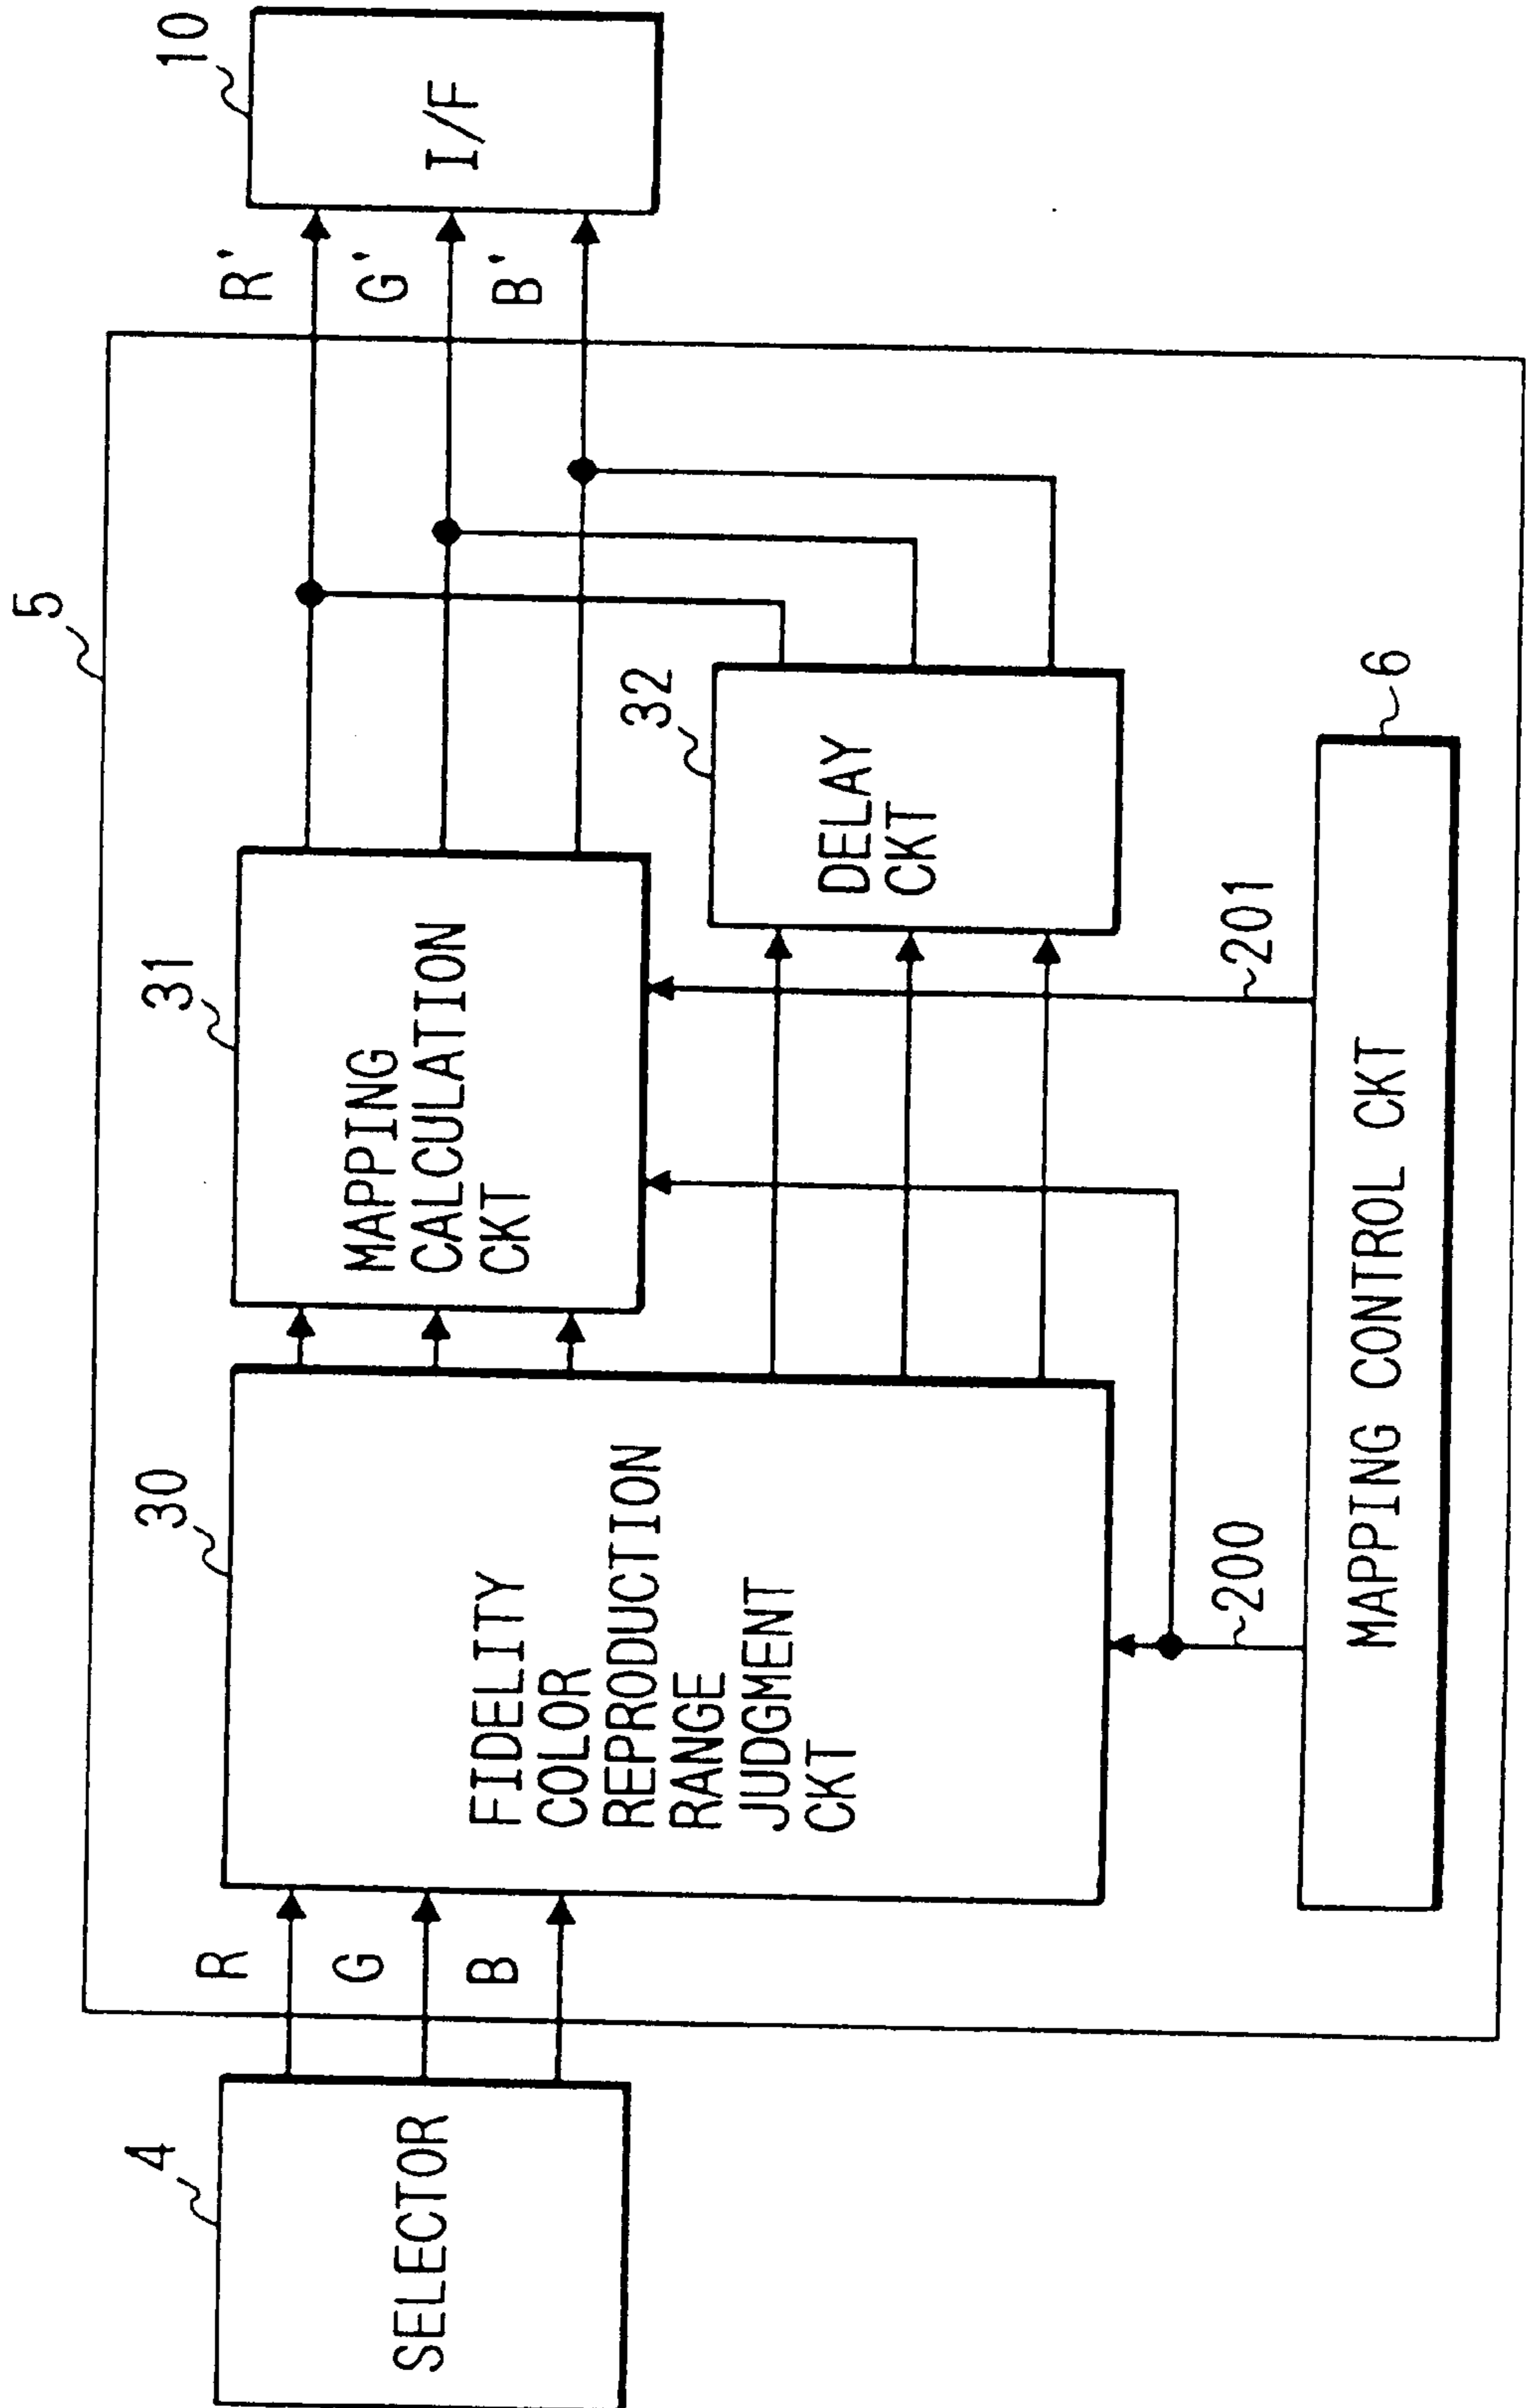 4
SELECTOR
R
G
B
5
30
FIDELITY
COLOR
REPRODUCTION
RANGE
JUDGMENT
CKT
31
MAPPING
CALCULATION
CKT
32
DELAY
CKT
200
201
MAPPING CONTROL CKT
6
R'
G'
B'
10
I/F